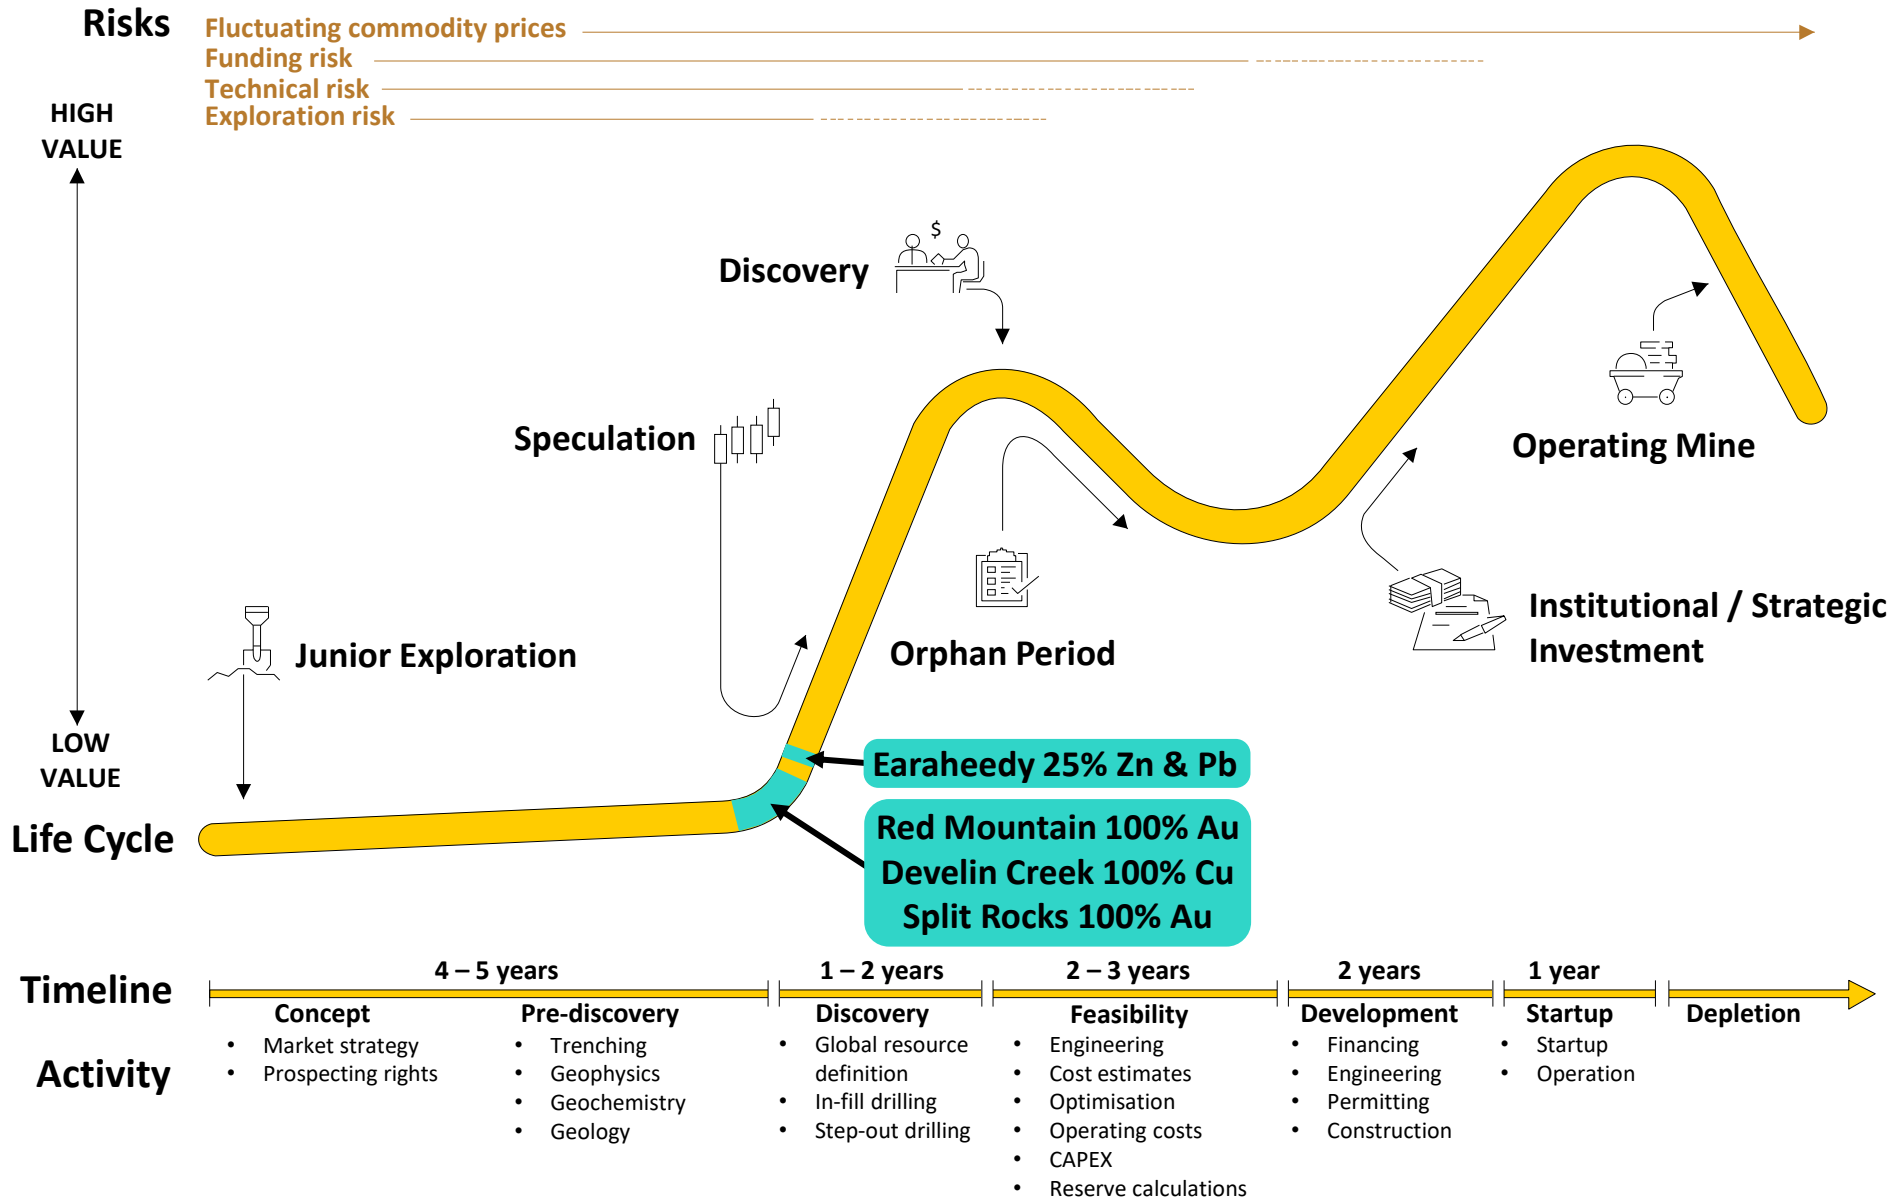 Risks
Fluctuating commodity prices
Funding risk
Technical risk
Exploration risk
HIGH
VALUE
$
Discovery
Speculation
Operating Mine
Institutional / Strategic
Investment
Junior Exploration
Orphan Period
LOW
VALUE
Earaheedy 25% Zn & Pb
Red Mountain 100% Au
Develin Creek 100% Cu
Split Rocks 100% Au
Life Cycle
Timeline
4 – 5 years
1 – 2 years
2 – 3 years
2 years
1 year
Concept
Pre-discovery
Discovery
Feasibility
Development
Startup
Depletion
Activity
• Market strategy
• Prospecting rights
• Trenching
• Geophysics
• Geochemistry
• Geology
• Global resource
definition
• In-fill drilling
• Step-out drilling
• Engineering
• Cost estimates
• Optimisation
• Operating costs
• CAPEX
• Reserve calculations
• Financing
• Engineering
• Permitting
• Construction
• Startup
• Operation